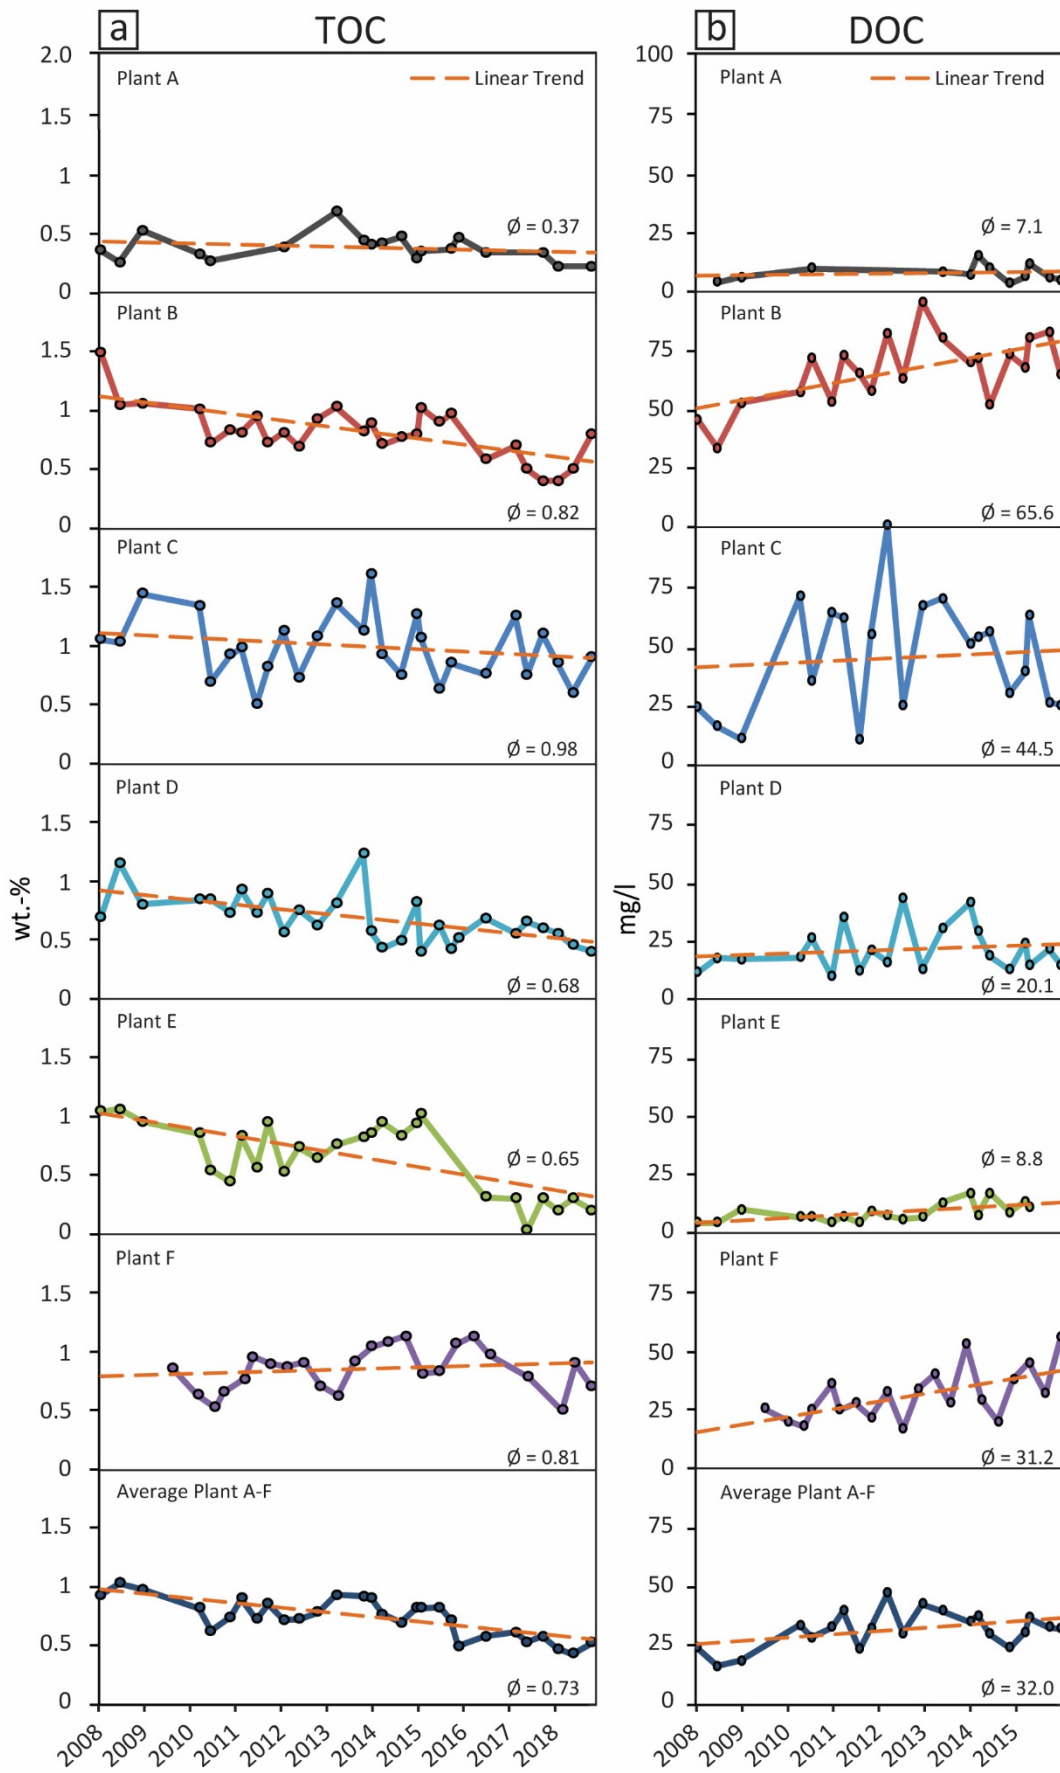 a TOC
2.0
Plant A
Linear Trend
1.5
1
0.5
Ø = 0.37
0
Plant B
1.5
1
0.5
Ø = 0.82
0
Plant C
1.5
1
0.5
Ø = 0.98
0
Plant D
1.5
1
wt.-%
0.5
Ø = 0.68
0
Plant E
1.5
1
0.5
Ø = 0.65
0
Plant F
1.5
1
0.5
Ø = 0.81
0
Average Plant A-F
1.5
1
0.5
Ø = 0.73
0
2008 2009 2010 2011 2012 2013 2014 2015 2016 2017 2018
b DOC
100
Plant A
Linear Trend
75
50
25
Ø = 7.1
0
Plant B
75
50
25
Ø = 65.6
0
Plant C
75
50
25
Ø = 44.5
0
Plant D
75
50
mg/l
25
Ø = 20.1
0
Plant E
75
50
25
Ø = 8.8
0
Plant F
75
50
25
Ø = 31.2
0
Average Plant A-F
75
50
25
Ø = 32.0
0
2008 2009 2010 2011 2012 2013 2014 2015